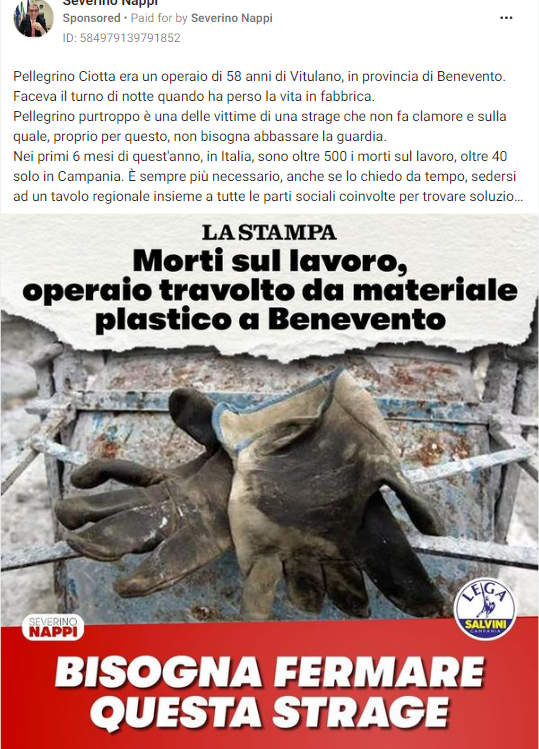 Severino Nappi
Sponsored • Paid for by Severino Nappi
ID: 584979139791852
Pellegrino Ciotta era un operaio di 58 anni di Vitulano, in provincia di Benevento.
Faceva il turno di notte quando ha perso la vita in fabbrica.
Pellegrino purtroppo è una delle vittime di una strage che non fa clamore e sulla
quale, proprio per questo, non bisogna abbassare la guardia.
Nei primi 6 mesi di quest'anno, in Italia, sono oltre 500 i morti sul lavoro, oltre 40
solo in Campania. È sempre più necessario, anche se lo chiedo da tempo, sedersi
ad un tavolo regionale insieme a tutte le parti sociali coinvolte per trovare soluzio...
LA STAMPA
Morti sul lavoro,
operaio travolto da materiale
plastico a Benevento
LEGA
SALVINI
CAMPANIA
SEVERINO
NAPPI
BISOGNA FERMARE
QUESTA STRAGE